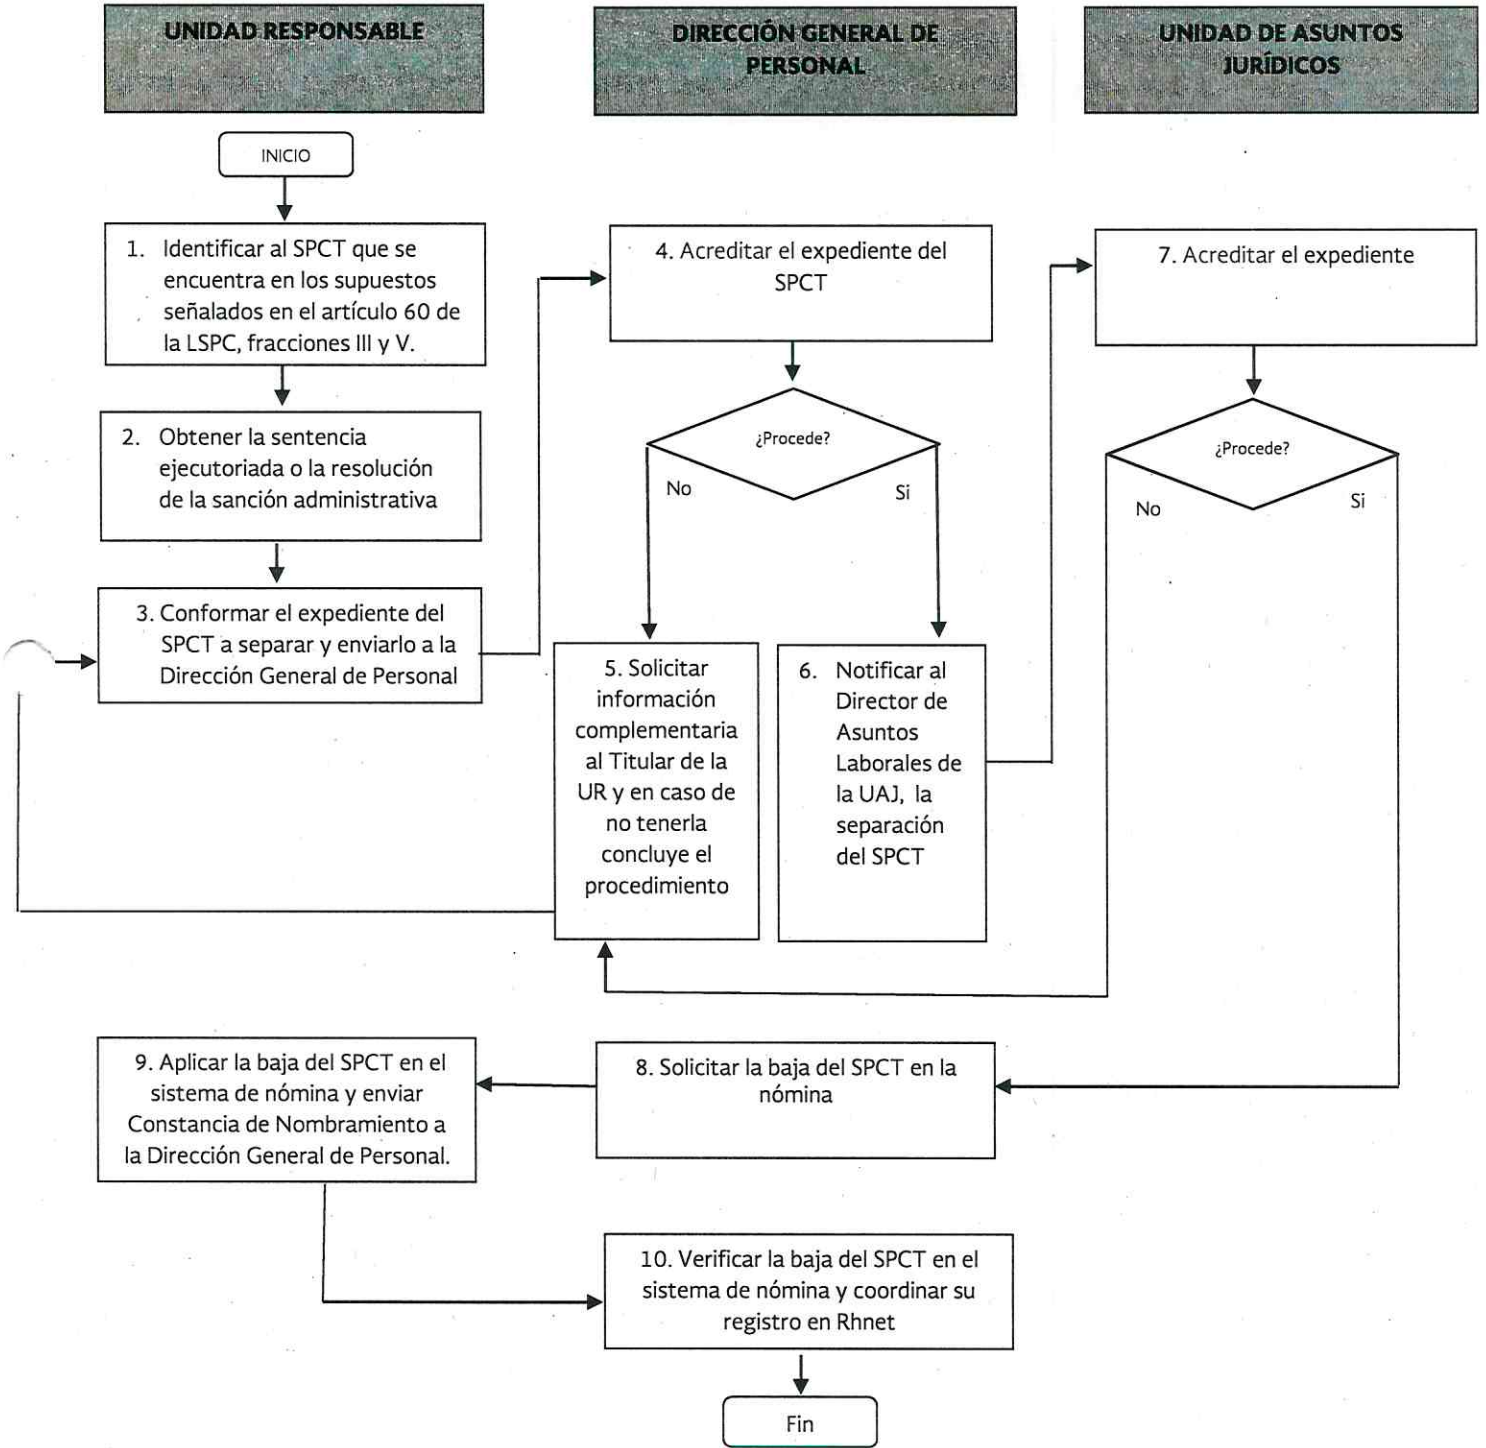 UNIDAD RESPONSABLE
DIRECCIÓN GENERAL DE
PERSONAL
UNIDAD DE ASUNTOS
JURÍDICOS
INICIO
1. Identificar al SPCT que se
encuentra en los supuestos
señalados en el artículo 60 de
la LSPC, fracciones III y V.
2. Obtener la sentencia
ejecutoriada o la resolución
de la sanción administrativa
3. Conformar el expediente del
SPCT a separar y enviarlo a la
Dirección General de Personal
4. Acreditar el expediente del
SPCT
¿Procede?
No
Si
5. Solicitar
información
complementaria
al Titular de la
UR y en caso de
no tenerla
concluye el
procedimiento
6. Notificar al
Director de
Asuntos
Laborales de
la UAJ, la
separación
del SPCT
7. Acreditar el expediente
¿Procede?
No
Si
8. Solicitar la baja del SPCT en la
nómina
9. Aplicar la baja del SPCT en el
sistema de nómina y enviar
Constancia de Nombramiento a
la Dirección General de Personal.
10. Verificar la baja del SPCT en el
sistema de nómina y coordinar su
registro en Rhnet
Fin